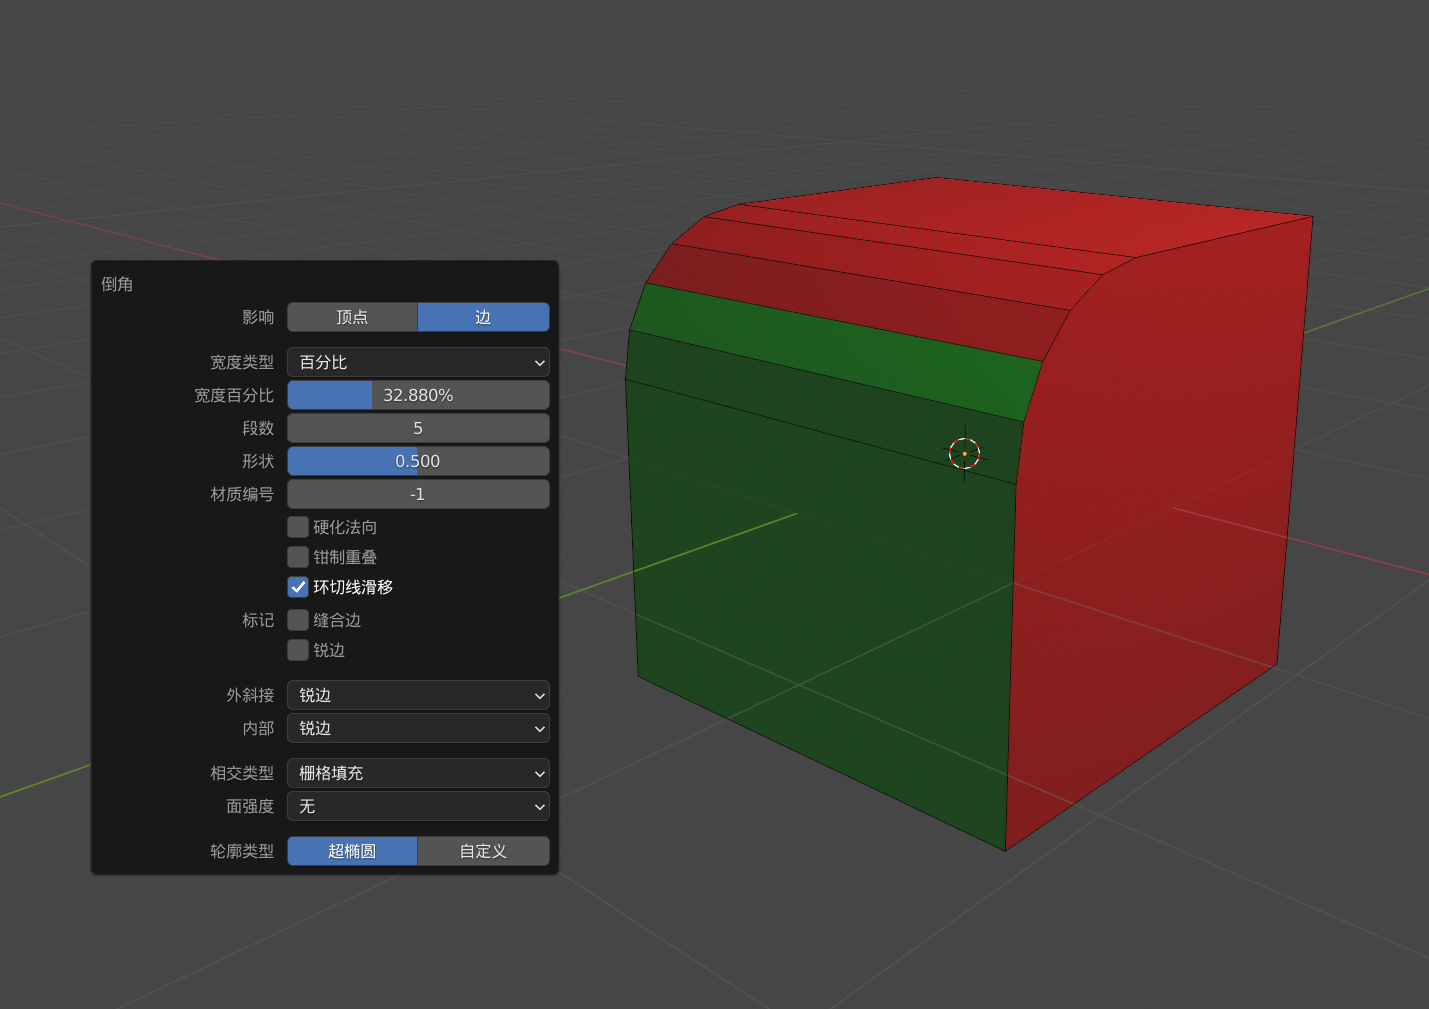 倒角
影响 顶点 边
宽度类型 百分比
宽度百分比 32.880%
段数 5
形状 0.500
材质编号 -1
硬化法向
钳制重叠
环切线滑移
标记 缝合边
锐边
外斜接 锐边
内部 锐边
相交类型 栅格填充
面强度 无
轮廓类型 超椭圆 自定义